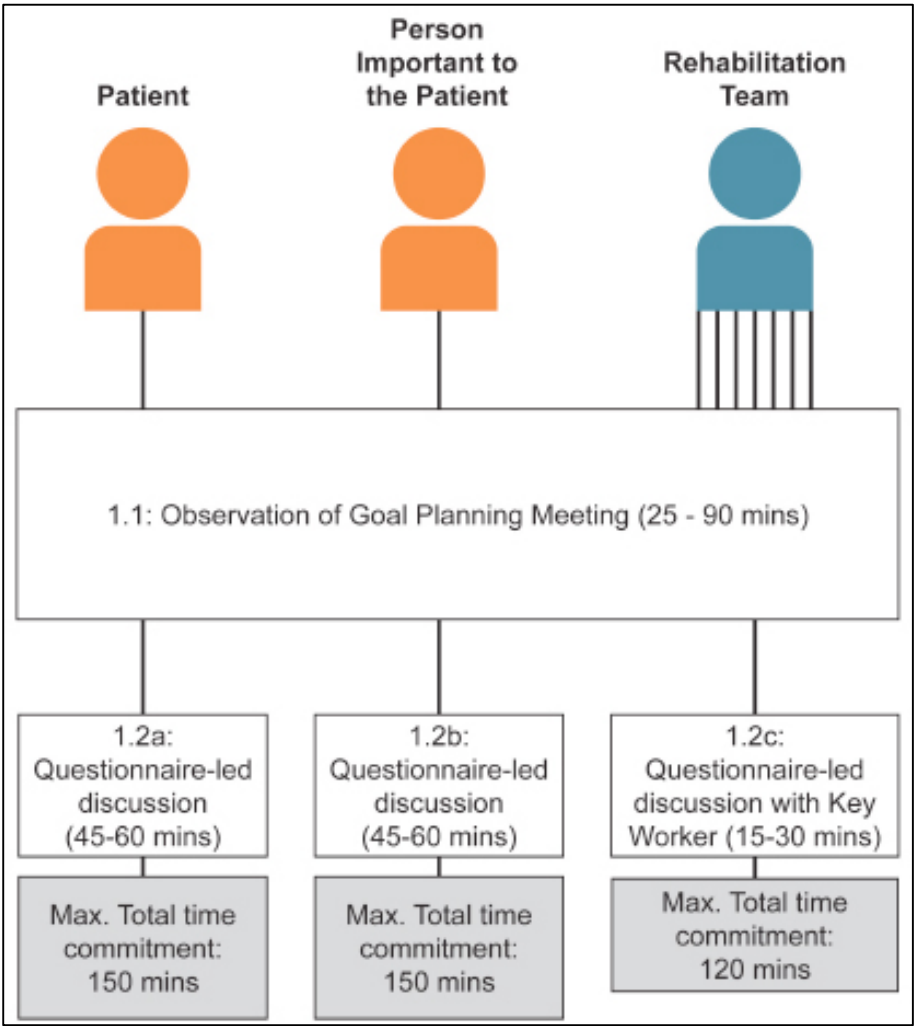 Patient
Person
Important to
the Patient
Rehabilitation
Team
1.1: Observation of Goal Planning Meeting (25 - 90 mins)
1.2a:
Questionnaire-led
discussion
(45-60 mins)
1.2b:
Questionnaire-led
discussion
(45-60 mins)
1.2c:
Questionnaire-led
discussion with Key
Worker (15-30 mins)
Max. Total time
commitment:
150 mins
Max. Total time
commitment:
150 mins
Max. Total time
commitment:
120 mins